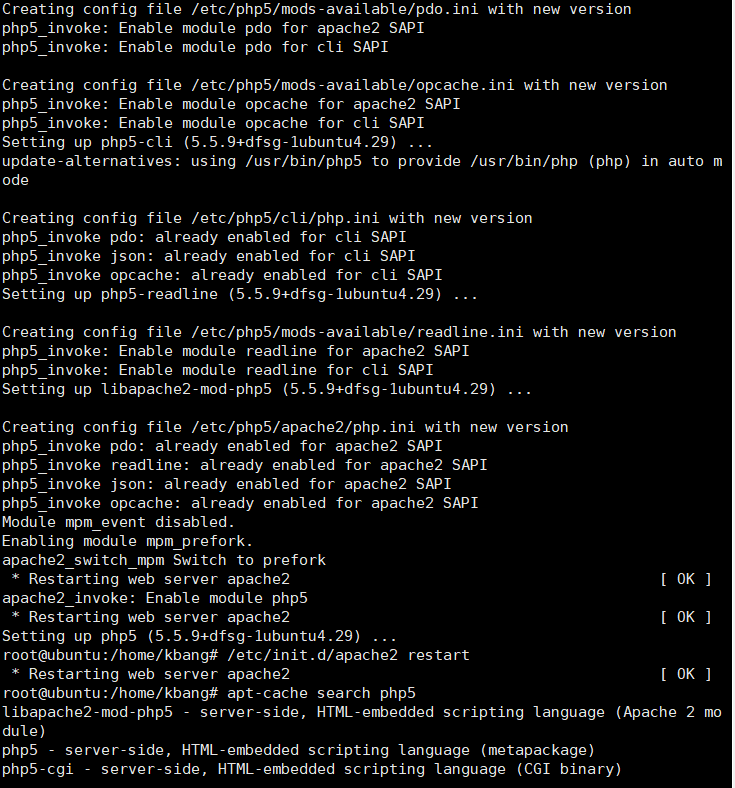 Creating config file /etc/php5/mods-available/pdo.ini with new version
php5_invoke: Enable module pdo for apache2 SAPI
php5_invoke: Enable module pdo for cli SAPI
Creating config file /etc/php5/mods-available/opcache.ini with new version
php5_invoke: Enable module opcache for apache2 SAPI
php5_invoke: Enable module opcache for cli SAPI
Setting up php5-cli (5.5.9+dfsg-1ubuntu4.29) ...
update-alternatives: using /usr/bin/php5 to provide /usr/bin/php (php) in auto m
ode
Creating config file /etc/php5/cli/php.ini with new version
php5_invoke pdo: already enabled for cli SAPI
php5_invoke json: already enabled for cli SAPI
php5_invoke opcache: already enabled for cli SAPI
Setting up php5-readline (5.5.9+dfsg-1ubuntu4.29) ...
Creating config file /etc/php5/mods-available/readline.ini with new version
php5_invoke: Enable module readline for apache2 SAPI
php5_invoke: Enable module readline for cli SAPI
Setting up libapache2-mod-php5 (5.5.9+dfsg-1ubuntu4.29) ...
Creating config file /etc/php5/apache2/php.ini with new version
php5_invoke pdo: already enabled for apache2 SAPI
php5_invoke readline: already enabled for apache2 SAPI
php5_invoke json: already enabled for apache2 SAPI
php5_invoke opcache: already enabled for apache2 SAPI
Module mpm_event disabled.
Enabling module mpm_prefork.
apache2_switch_mpm Switch to prefork
 * Restarting web server apache2 [ OK ]
apache2_invoke: Enable module php5
 * Restarting web server apache2 [ OK ]
Setting up php5 (5.5.9+dfsg-1ubuntu4.29) ...
root@ubuntu:/home/kbang# /etc/init.d/apache2 restart
 * Restarting web server apache2 [ OK ]
root@ubuntu:/home/kbang# apt-cache search php5
libapache2-mod-php5 - server-side, HTML-embedded scripting language (Apache 2 mo
dule)
php5 - server-side, HTML-embedded scripting language (metapackage)
php5-cgi - server-side, HTML-embedded scripting language (CGI binary)